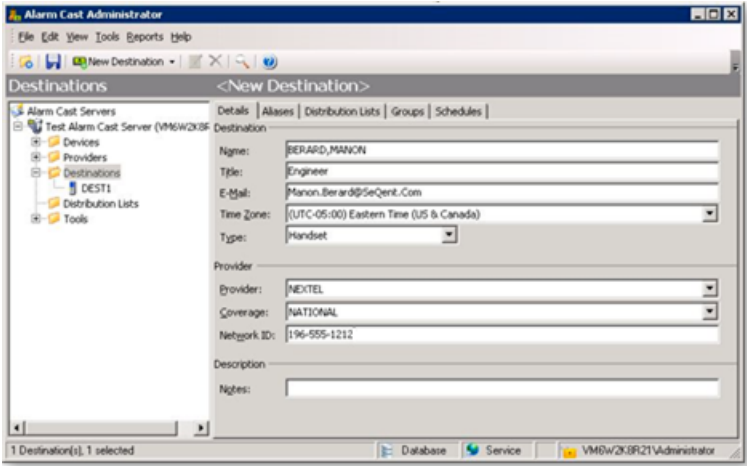 Alarm Cast Administrator
File Edit View Tools Reports Help
New Destination
Destinations
<New Destination>
Alarm Cast Servers
Test Alarm Cast Server (VM6W2K8R
Devices
Providers
Destinations
DEST1
Distribution Lists
Tools
Details Aliases Distribution Lists Groups Schedules
Destination
Name: BERARD,MANON
Title: Engineer
E-Mail: Manon.Berard@SeQent.Com
Time Zone: (UTC-05:00) Eastern Time (US & Canada)
Type: Handset
Provider
Provider: NEXTEL
Coverage: NATIONAL
Network ID: 196-555-1212
Description
Notes:
1 Destination(s), 1 selected
Database Service VM6W2K8R21\Administrator